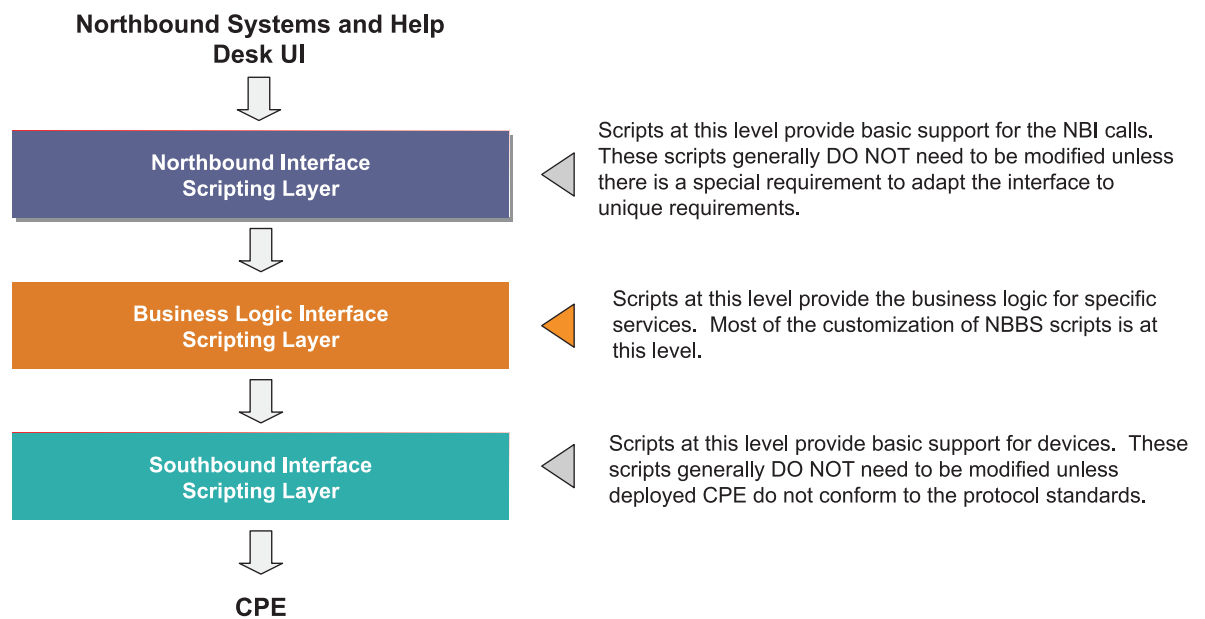 Northbound Systems and Help
Desk UI
Northbound Interface
Scripting Layer
Scripts at this level provide basic support for the NBI calls.
These scripts generally DO NOT need to be modified unless
there is a special requirement to adapt the interface to
unique requirements.
Business Logic Interface
Scripting Layer
Scripts at this level provide the business logic for specific
services.  Most of the customization of NBBS scripts is at
this level.
Southbound Interface
Scripting Layer
Scripts at this level provide basic support for devices.  These
scripts generally DO NOT need to be modified unless
deployed CPE do not conform to the protocol standards.
CPE